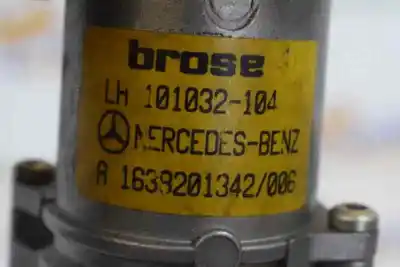 brose
LH 101032-104
MERCEDES-BENZ
A 1638201342/006